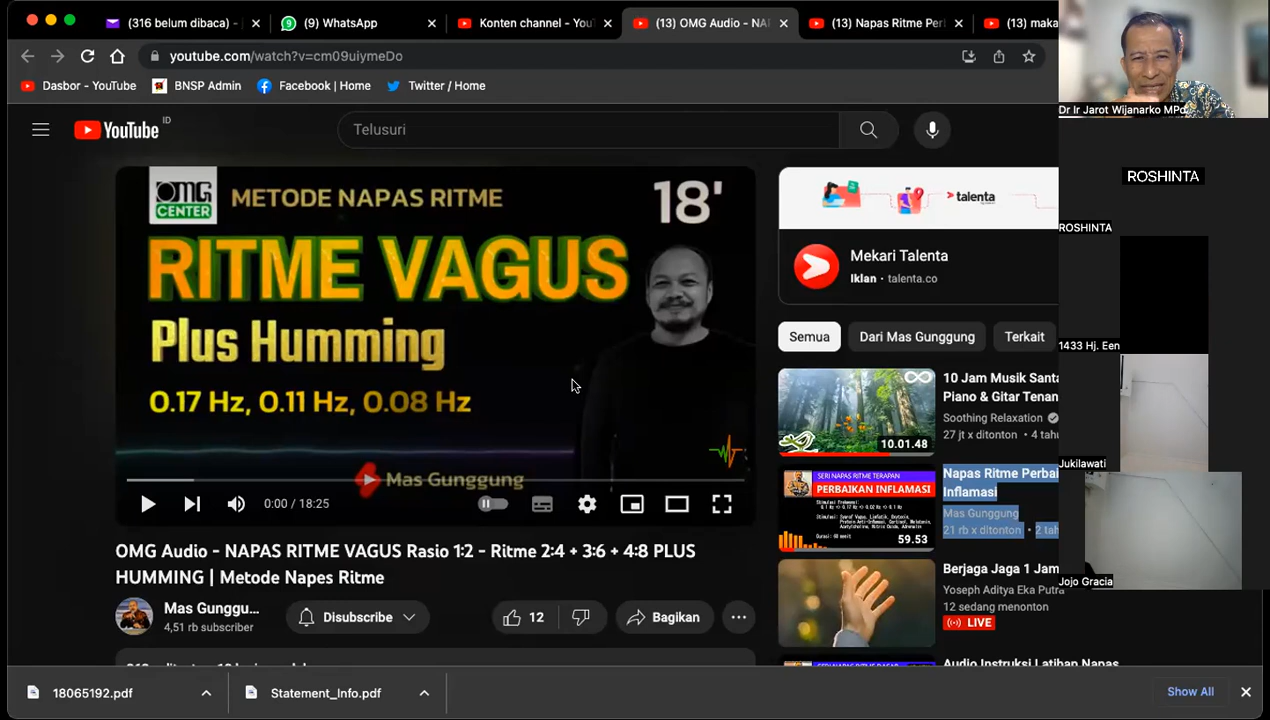 (316 belum dibaca) -
(9) WhatsApp
Konten channel - You
(13) OMG Audio - NA
(13) Napas Ritme Per
(13) maka
youtube.com/watch?v=cm09uiymeDo
Dasbor - YouTube
BNSP Admin
Facebook | Home
Twitter / Home
YouTube ID
Telusuri
OMG CENTER
METODE NAPAS RITME
18'
RITME VAGUS
Plus Humming
0.17 Hz, 0.11 Hz, 0.08 Hz
Mas Gunggung
0:00 / 18:25
OMG Audio - NAPAS RITME VAGUS Rasio 1:2 - Ritme 2:4 + 3:6 + 4:8 PLUS
HUMMING | Metode Napes Ritme
Mas Gunggu...
4,51 rb subscriber
Disubscribe
12
Bagikan
talenta
Mekari Talenta
Iklan • talenta.co
Semua
Dari Mas Gunggung
Terkait
10 Jam Musik Santa
Piano & Gitar Tenan
Soothing Relaxation
27 jt x ditonton • 4 tahu
10.01.48
SERI NAPAS RITME TERAPAN
PERBAIKAN INFLAMASI
59.53
Napas Ritme Perbai
Inflamasi
Mas Gunggung
21 rb x ditonton • 2 tah
Berjaga Jaga 1 Jam
Yoseph Aditya Eka Putra
12 sedang menonton
LIVE
SERI NAPAS RITME DASAR
Audio Instruksi Latihan Napas
Dr Ir Jarot Wijanarko MPd
ROSHINTA
ROSHINTA
1433 Hj. Een
Jukilawati
Jojo Gracia
18065192.pdf
Statement_Info.pdf
Show All